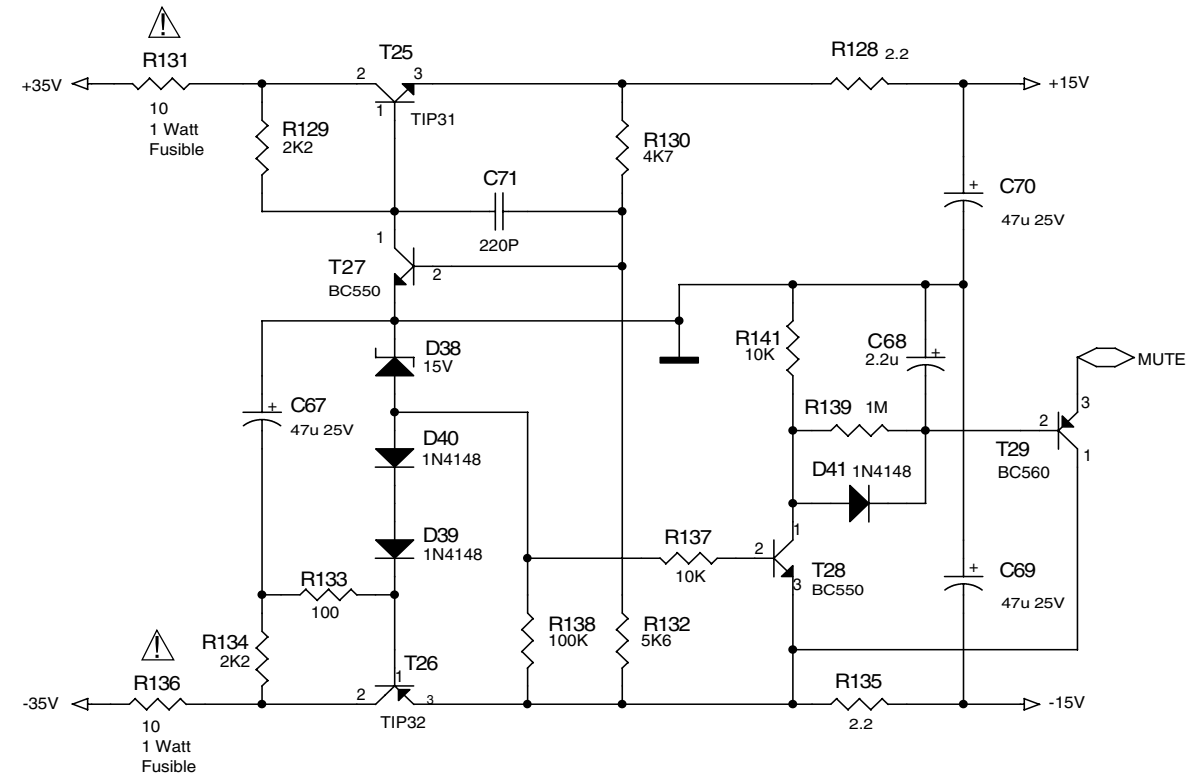 R131
+35V
10
1 Watt
Fusible
2
T25
3
1
TIP31
R128 2.2
+15V
R129
2K2
R130
4K7
C71
220P
+
C70
47u 25V
1
T27
BC550
2
D38
15V
R141
10K
C68
2.2u
+
MUTE
+
C67
47u 25V
D40
1N4148
R139 1M
3
2
T29
BC560
1
D41 1N4148
D39
1N4148
R137
10K
1
2
T28
BC550
3
+
C69
47u 25V
R133
100
R134
2K2
R138
100K
R132
5K6
R136
-35V
10
1 Watt
Fusible
T26
1
2
3
TIP32
R135
2.2
-15V